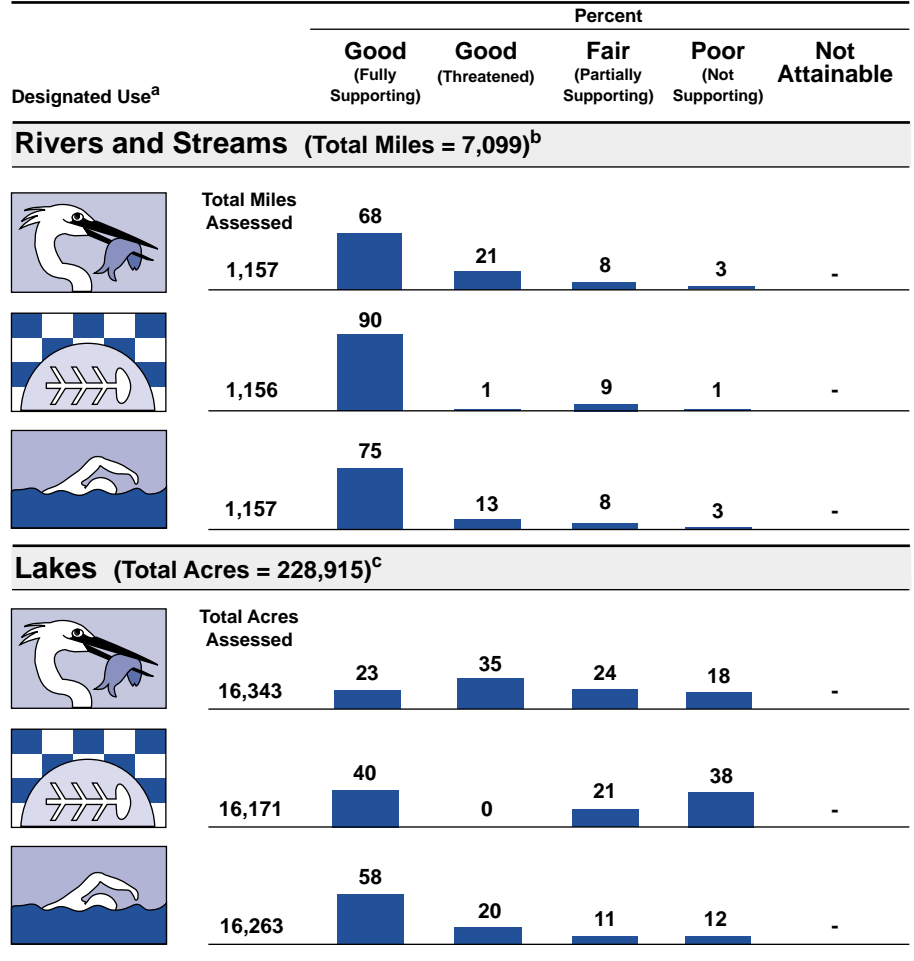 Percent
Designated Use^a
Good (Fully Supporting)
Good (Threatened)
Fair (Partially Supporting)
Poor (Not Supporting)
Not Attainable
Rivers and Streams (Total Miles = 7,099)^b
Total Miles Assessed
1,157 68 21 8 3 -
1,156 90 1 9 1 -
1,157 75 13 8 3 -
Lakes (Total Acres = 228,915)^c
Total Acres Assessed
16,343 23 35 24 18 -
16,171 40 0 21 38 -
16,263 58 20 11 12 -